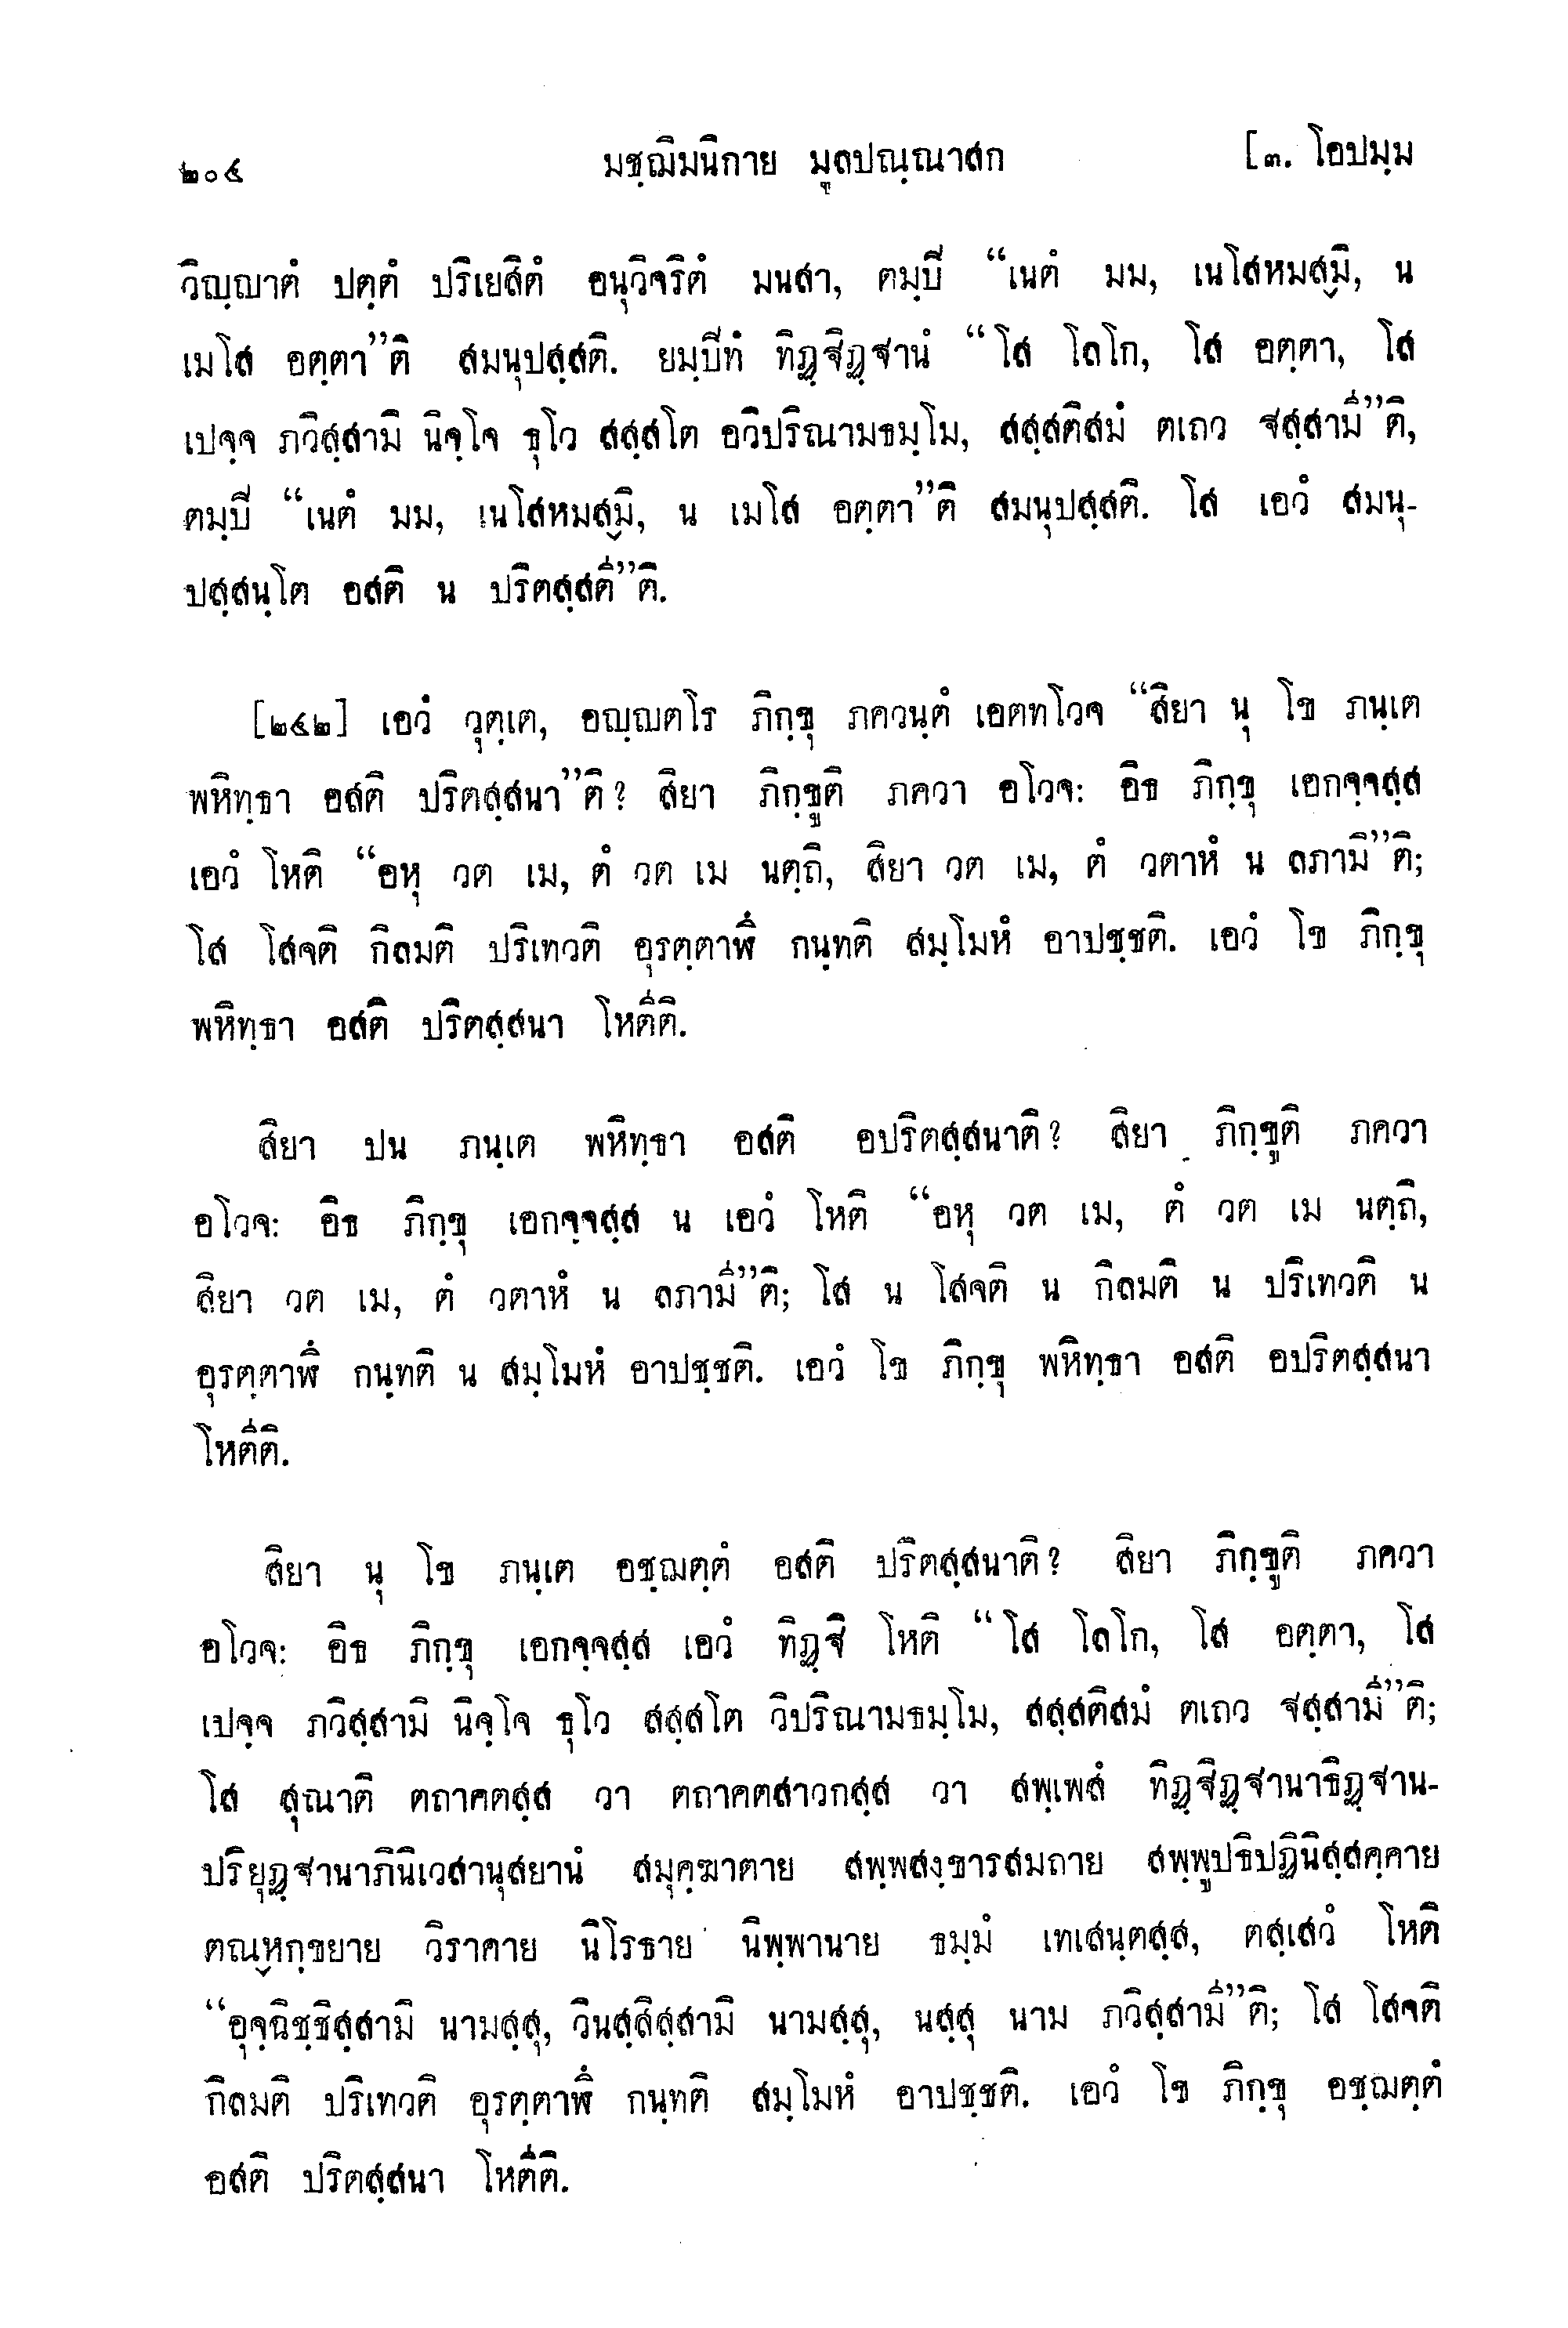 ๒๐๔ มชฺฌิมนิกาย มูลปณฺณาสก [๓. โอปมฺม
วิญฺญาตํ ปตฺตํ ปริเยสิตํ อนุวิจริตํ มนสา, ตมฺปี “เนตํ มม, เนโสหมส๎มิ, น
เมโส อตฺตา”ติ สมนุปสฺสติ. ยมฺปีทํ ทิฏฺฐิฏฺฐานํ “โส โลโก, โส อตฺตา, โส
เปจฺจ ภวิสฺสามิ นิจฺโจ ธุโว สสฺสโต อวิปริณามธมฺโม, สสฺสติสมํ ตเถว ฐสฺสามี”ติ,
ตมฺปี “เนตํ มม, เนโสหมส๎มิ, น เมโส อตฺตา”ติ สมนุปสฺสติ. โส เอวํ สมนุ-
ปสฺสนฺโต อสติ น ปริตสฺสตี”ติ.
[๒๔๒] เอวํ วุตฺเต, อญฺญตโร ภิกฺขุ ภควนฺตํ เอตทโวจ “สิยา นุ โข ภนฺเต
พหิทฺธา อสติ ปริตสฺสนา”ติ? สิยา ภิกฺขูติ ภควา อโวจ: อิธ ภิกฺขุ เอกจฺจสฺส
เอวํ โหติ “อหุ วต เม, ตํ วต เม นตฺถิ, สิยา วต เม, ตํ วตาหํ น ลภามิ”ติ;
โส โสจติ กิลมติ ปริเทวติ อุรตฺตาฬึ กนฺทติ สมฺโมหํ อาปชฺชติ. เอวํ โข ภิกฺขุ
พหิทฺธา อสติ ปริตสฺสนา โหตีติ.
สิยา ปน ภนฺเต พหิทฺธา อสติ อปริตสฺสนาติ? สิยา ภิกฺขูติ ภควา
อโวจ: อิธ ภิกฺขุ เอกจฺจสฺส น เอวํ โหติ “อหุ วต เม, ตํ วต เม นตฺถิ,
สิยา วต เม, ตํ วตาหํ น ลภามี”ติ; โส น โสจติ น กิลมติ น ปริเทวติ น
อุรตฺตาฬึ กนฺทติ น สมฺโมหํ อาปชฺชติ. เอวํ โข ภิกฺขุ พหิทฺธา อสติ อปริตสฺสนา
โหตีติ.
สิยา นุ โข ภนฺเต อชฺฌตฺตํ อสติ ปริตสฺสนาติ? สิยา ภิกฺขูติ ภควา
อโวจ: อิธ ภิกฺขุ เอกจฺจสฺส เอวํ ทิฏฺฐิ โหติ “โส โลโก, โส อตฺตา, โส
เปจฺจ ภวิสฺสามิ นิจฺโจ ธุโว สสฺสโต วิปริณามธมฺโม, สสฺสติสมํ ตเถว ฐสฺสามี”ติ;
โส สุณาติ ตถาคตสฺส วา ตถาคตสาวกสฺส วา สพฺเพสํ ทิฏฺฐิฏฺฐานาธิฏฺฐาน-
ปริยุฏฺฐานาภินิเวสานุสยานํ สมุคฺฆาตาย สพฺพสงฺขารสมถาย สพฺพูปธิปฏินิสฺสคฺคาย
ตณ๎หกฺขยาย วิราคาย นิโรธาย นิพฺพานาย ธมฺมํ เทเสนฺตสฺส, ตสฺเสวํ โหติ
“อุจฺฉิชฺชิสฺสามิ นามสฺสุ, วินสฺสิสฺสามิ นามสฺสุ, นสฺสุ นาม ภวิสฺสามี”ติ; โส โสจติ
กิลมติ ปริเทวติ อุรตฺตาฬึ กนฺทติ สมฺโมหํ อาปชฺชติ. เอวํ โข ภิกฺขุ อชฺฌตฺตํ
อสติ ปริตสฺสนา โหตีติ.